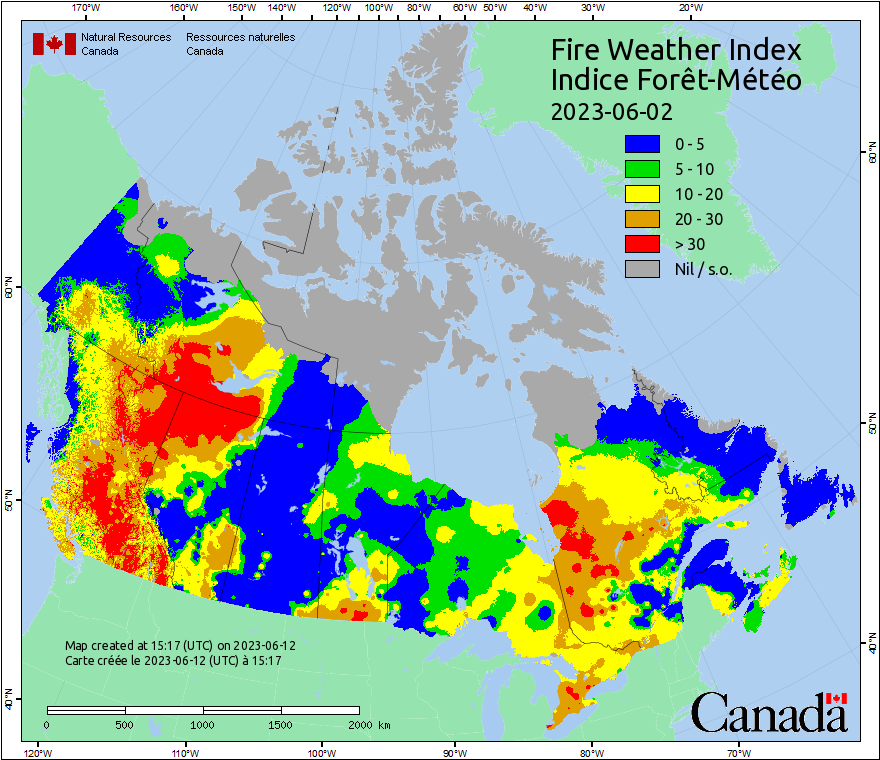 170°W 160°W 150°W 140°W 120°W 100°W 80°W 60°W 50°W 40°W 30°W 20°W
Natural Resources Ressources naturelles
Canada Canada
Fire Weather Index
Indice Forêt-Météo
2023-06-02
0 - 5
5 - 10
10 - 20
20 - 30
> 30
Nil / s.o.
60°N 60°N
50°N 50°N
40°N 40°N
Map created at 15:17 (UTC) on 2023-06-12
Carte créée le 2023-06-12 (UTC) à 15:17
0 500 1000 1500 2000 km
Canada
120°W 110°W 100°W 90°W 80°W 70°W